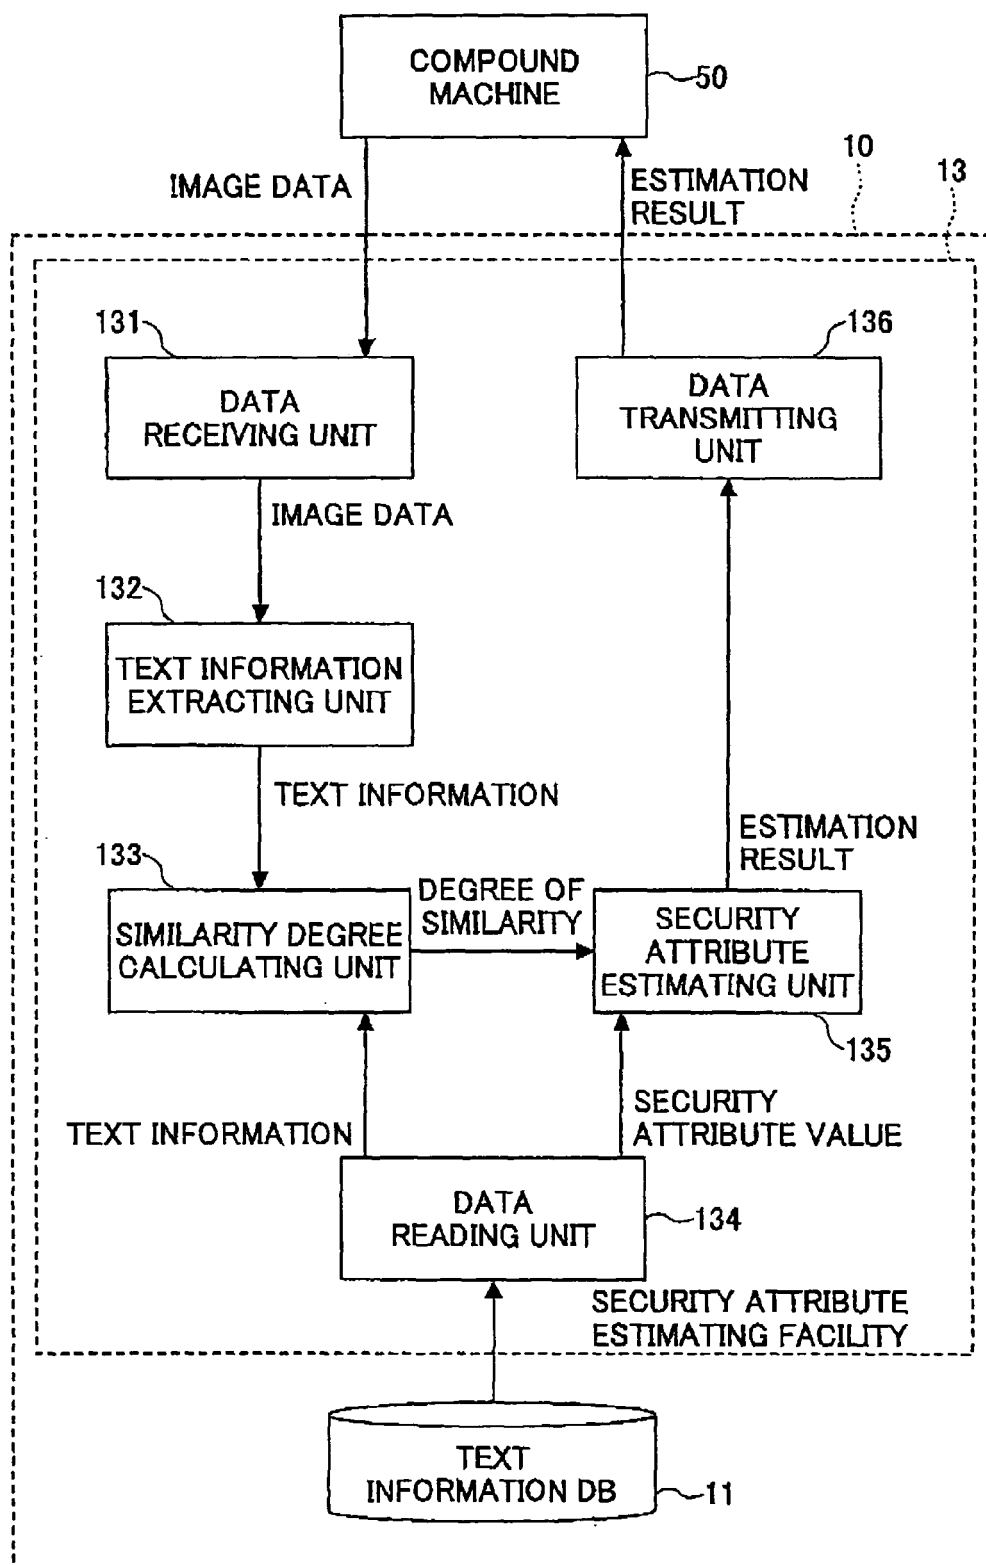 COMPOUND
MACHINE
50
10
13
IMAGE DATA
ESTIMATION
RESULT
131
136
DATA
RECEIVING UNIT
DATA
TRANSMITTING
UNIT
IMAGE DATA
132
TEXT INFORMATION
EXTRACTING UNIT
TEXT INFORMATION
ESTIMATION
RESULT
133
DEGREE OF
SIMILARITY
SIMILARITY DEGREE
CALCULATING UNIT
SECURITY
ATTRIBUTE
ESTIMATING UNIT
135
TEXT INFORMATION
SECURITY
ATTRIBUTE VALUE
DATA
READING UNIT
134
SECURITY ATTRIBUTE
ESTIMATING FACILITY
TEXT
INFORMATION DB
11